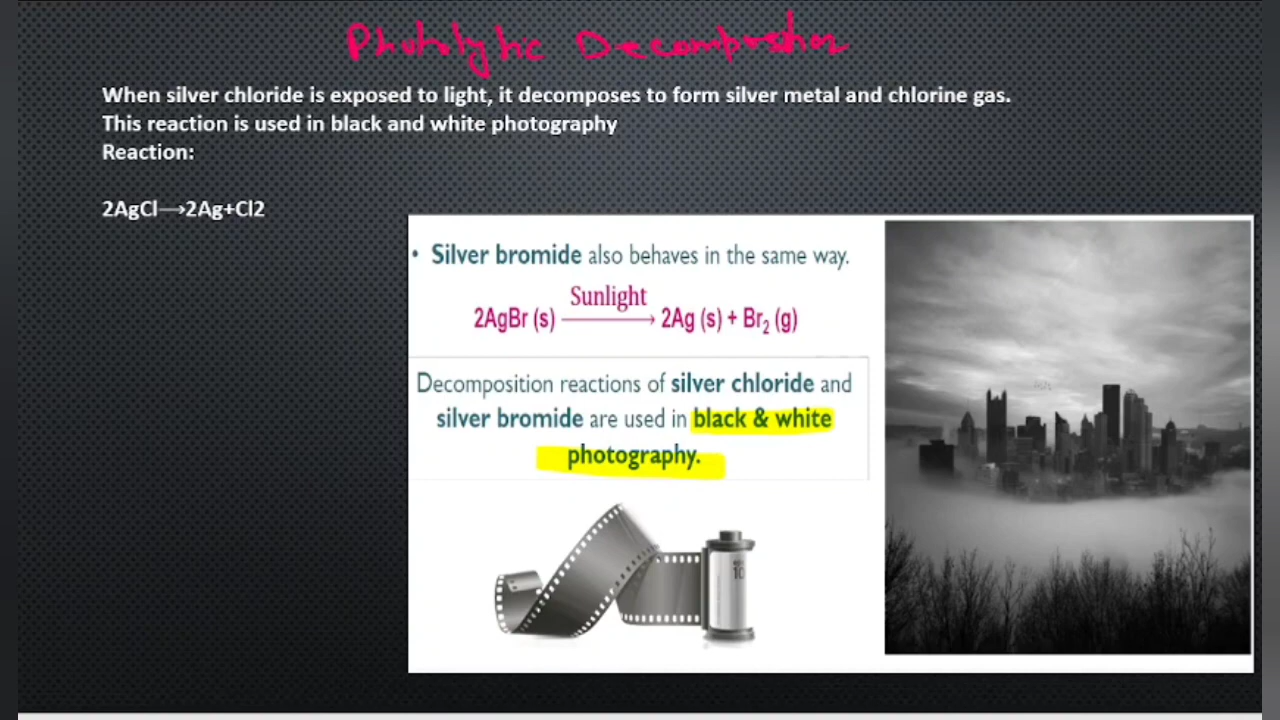 Photolytic Decomposition
When silver chloride is exposed to light, it decomposes to form silver metal and chlorine gas.
This reaction is used in black and white photography
Reaction:
2AgCl⟶2Ag+Cl2
• Silver bromide also behaves in the same way.
Sunlight
2AgBr (s) ⟶ 2Ag (s) + Br₂ (g)
Decomposition reactions of silver chloride and
silver bromide are used in black & white
photography.
10